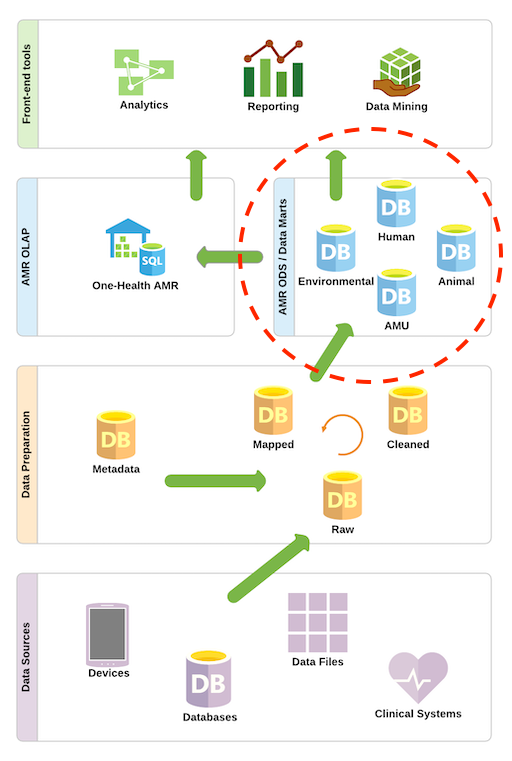 Front-end tools
Analytics
Reporting
Data Mining
AMR OLAP
SQL
One-Health AMR
AMR ODS / Data Marts
DB
Human
DB
Environmental
DB
Animal
DB
AMU
Data Preparation
DB
Metadata
DB
Mapped
DB
Cleaned
DB
Raw
Data Sources
Devices
DB
Databases
Data Files
Clinical Systems